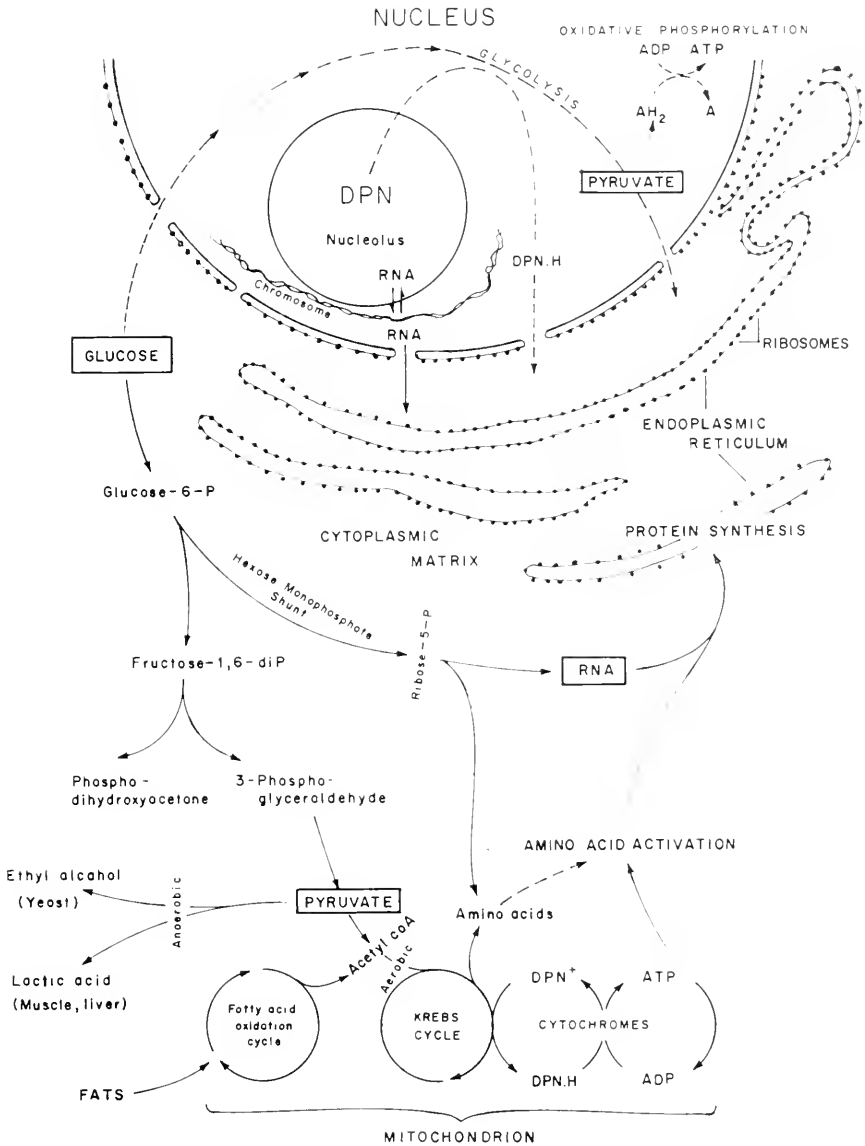 NUCLEUS
OXIDATIVE PHOSPHORYLATION
ADP ATP
GLYCOLYSIS
AH2 A
PYRUVATE
DPN
Nucleolus
RNA
DPN.H
Chromosome
RNA
GLUCOSE
RIBOSOMES
ENDOPLASMIC
RETICULUM
Glucose-6-P
CYTOPLASMIC
MATRIX
PROTEIN SYNTHESIS
Hexose Monophosphate
Shunt
Ribose-5-P
Fructose-1,6-diP
RNA
Phospho-
dihydroxyacetone
3-Phospho-
glyceraldehyde
AMINO ACID ACTIVATION
Ethyl alcohol
(Yeast)
Anaerobic
PYRUVATE
Amino acids
Acetyl coA
Aerobic
Lactic acid
(Muscle, liver)
Fatty acid
oxidation
cycle
KREBS
CYCLE
DPN+
ATP
CYTOCHROMES
DPN.H
ADP
FATS
MITOCHONDRION